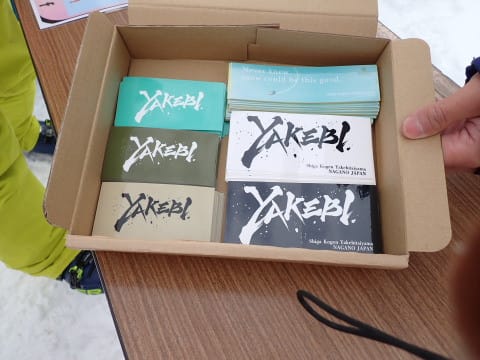 YAKEBI.
Never knew,
snow could be this good.
YAKEBI.
YAKEBI.
Shiga Kogen Yakebitaiyama
NAGANO JAPAN
YAKEBI.
YAKEBI.
Shiga Kogen Yakebitaiyama
NAGANO JAPAN